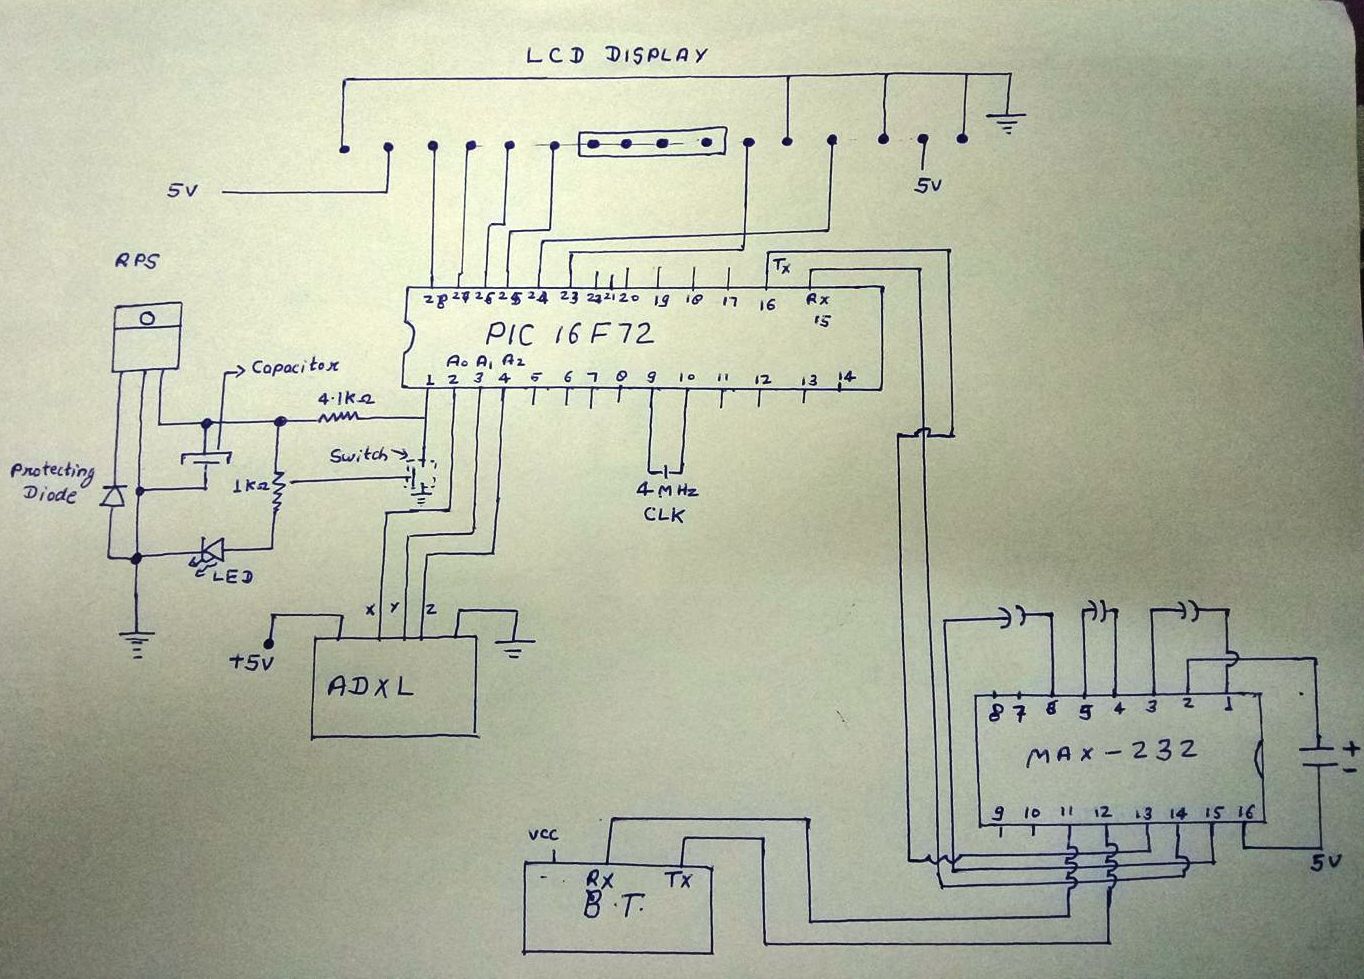 LCD DISPLAY
5V
5V
RPS
Tx
28 27 26 25 24 23 22 21 20 19 18 17 16 Rx
15
PIC 16F72
A0 A1 A2
1 2 3 4 5 6 7 8 9 10 11 12 13 14
Capacitor
4.1KΩ
Switch
Protecting
Diode
1KΩ
4 MHz
CLK
LED
X Y Z
+5V
ADXL
8 7 6 5 4 3 2 1
MAX-232
+
-
9 10 11 12 13 14 15 16
5V
VCC
- Rx Tx
B.T.